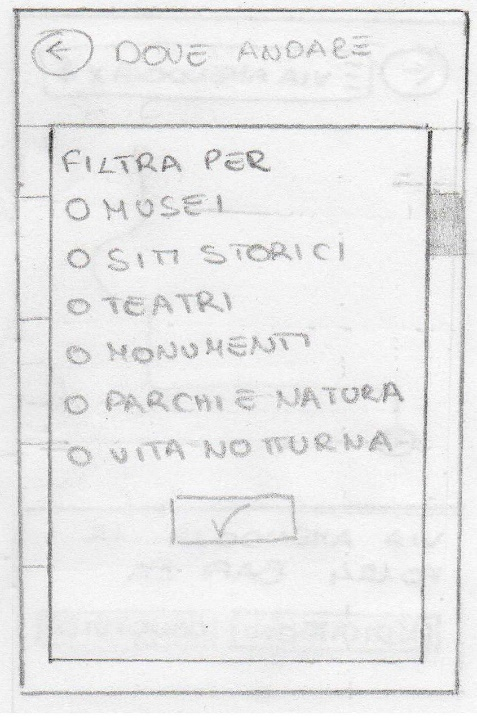 DOVE ANDARE
FILTRA PER
MUSEI
SITI STORICI
TEATRI
MONUMENTI
PARCHI E NATURA
VITA NOTTURNA